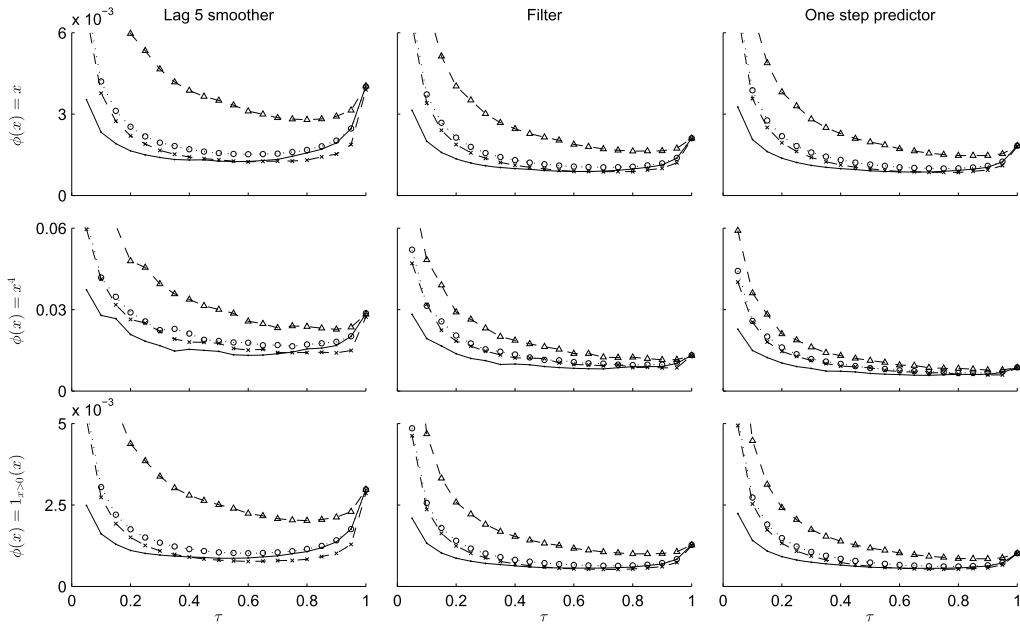 Lag 5 smoother Filter One step predictor
x 10⁻³
6
3
0
ϕ(x) = x
0.06
0.03
0
ϕ(x) = x⁴
x 10⁻³
5
2.5
0
ϕ(x) = 1ₓ>₀(x)
0 0.2 0.4 0.6 0.8 1 0 0.2 0.4 0.6 0.8 1 0 0.2 0.4 0.6 0.8 1
τ τ τ